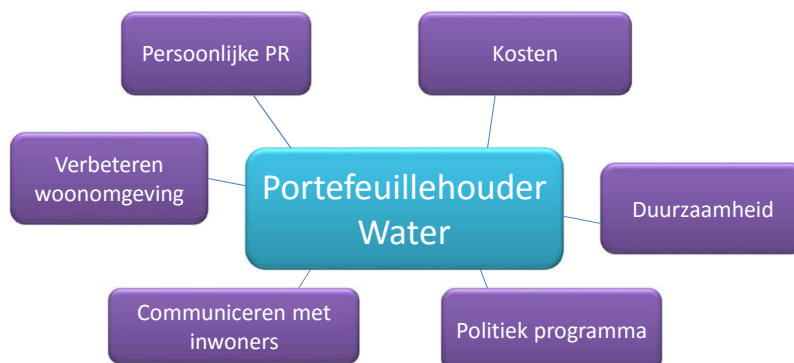 Persoonlijke PR
Kosten
Verbeteren
woonomgeving
Portefeuillehouder
Water
Duurzaamheid
Communiceren met
inwoners
Politiek programma